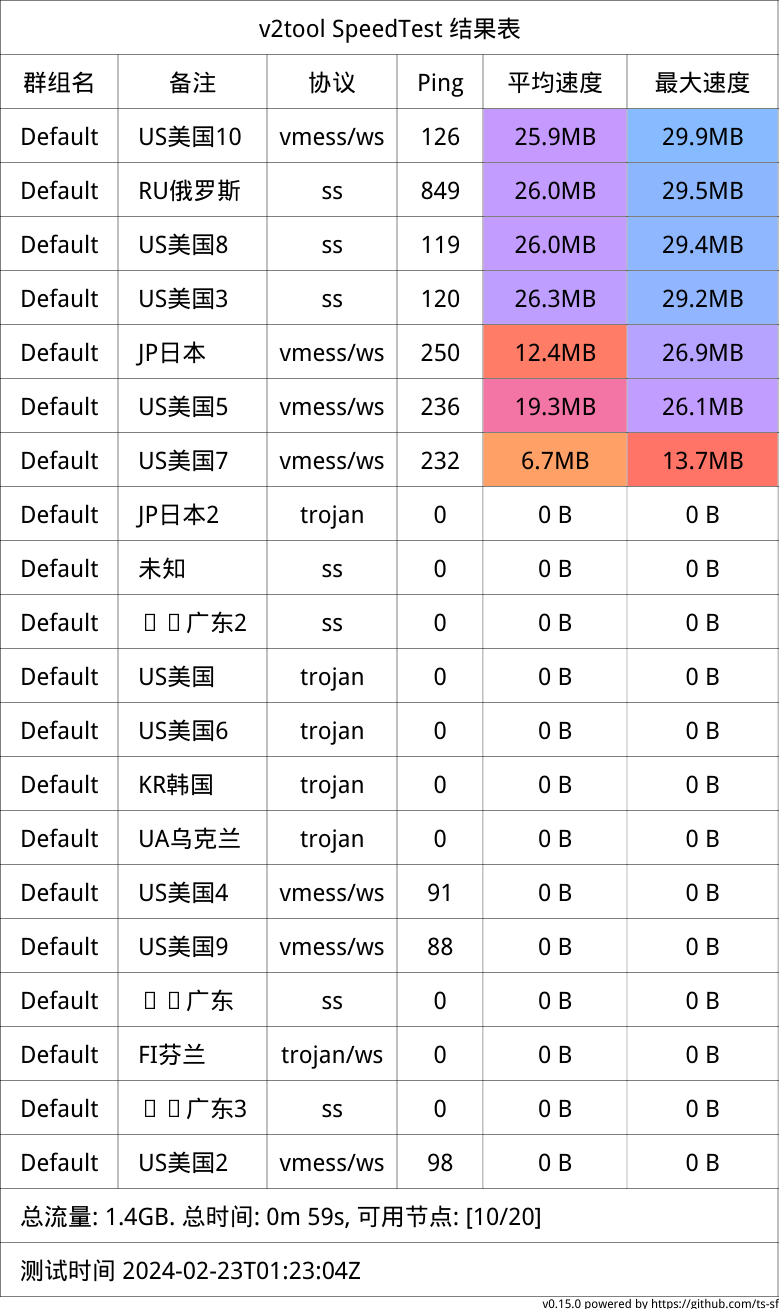 v2tool SpeedTest 结果表
群组名 备注 协议 Ping 平均速度 最大速度
Default US美国10 vmess/ws 126 25.9MB 29.9MB
Default RU俄罗斯 ss 849 26.0MB 29.5MB
Default US美国8 ss 119 26.0MB 29.4MB
Default US美国3 ss 120 26.3MB 29.2MB
Default JP日本 vmess/ws 250 12.4MB 26.9MB
Default US美国5 vmess/ws 236 19.3MB 26.1MB
Default US美国7 vmess/ws 232 6.7MB 13.7MB
Default JP日本2 trojan 0 0 B 0 B
Default 未知 ss 0 0 B 0 B
Default 广东2 ss 0 0 B 0 B
Default US美国 trojan 0 0 B 0 B
Default US美国6 trojan 0 0 B 0 B
Default KR韩国 trojan 0 0 B 0 B
Default UA乌克兰 trojan 0 0 B 0 B
Default US美国4 vmess/ws 91 0 B 0 B
Default US美国9 vmess/ws 88 0 B 0 B
Default 广东 ss 0 0 B 0 B
Default FI芬兰 trojan/ws 0 0 B 0 B
Default 广东3 ss 0 0 B 0 B
Default US美国2 vmess/ws 98 0 B 0 B
总流量: 1.4GB. 总时间: 0m 59s, 可用节点: [10/20]
测试时间 2024-02-23T01:23:04Z
v0.15.0 powered by https://github.com/ts-sf